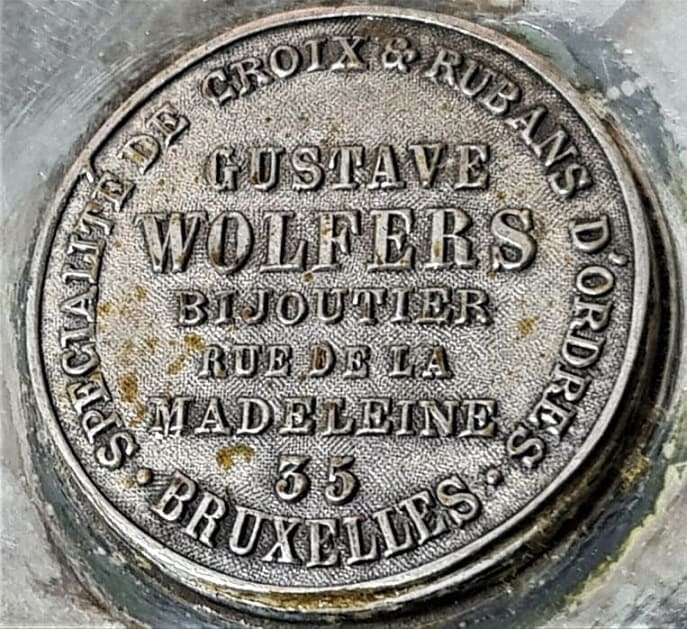 SPECIALITÉ DE CROIX & RUBANS D'ORDRES
GUSTAVE
WOLFERS
BIJOUTIER
RUE DE LA
MADELEINE
35
· BRUXELLES ·